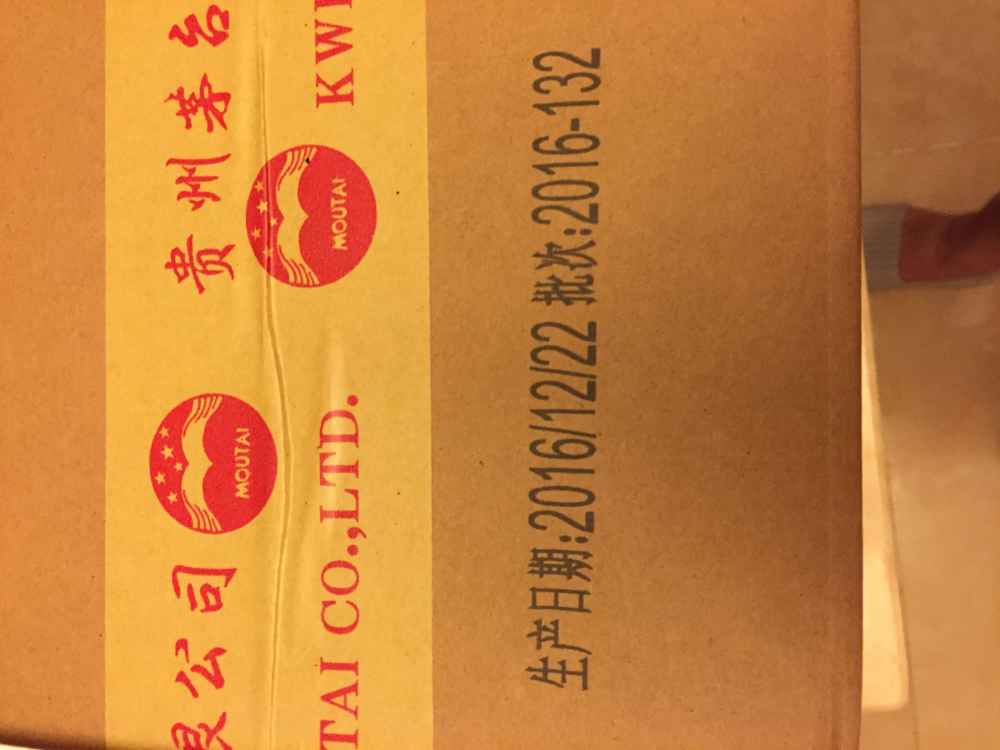 限公司 MOUTAI 贵州茅台
TAI CO.,LTD. MOUTAI KW
生产日期:2016/12/22 批次:2016-132